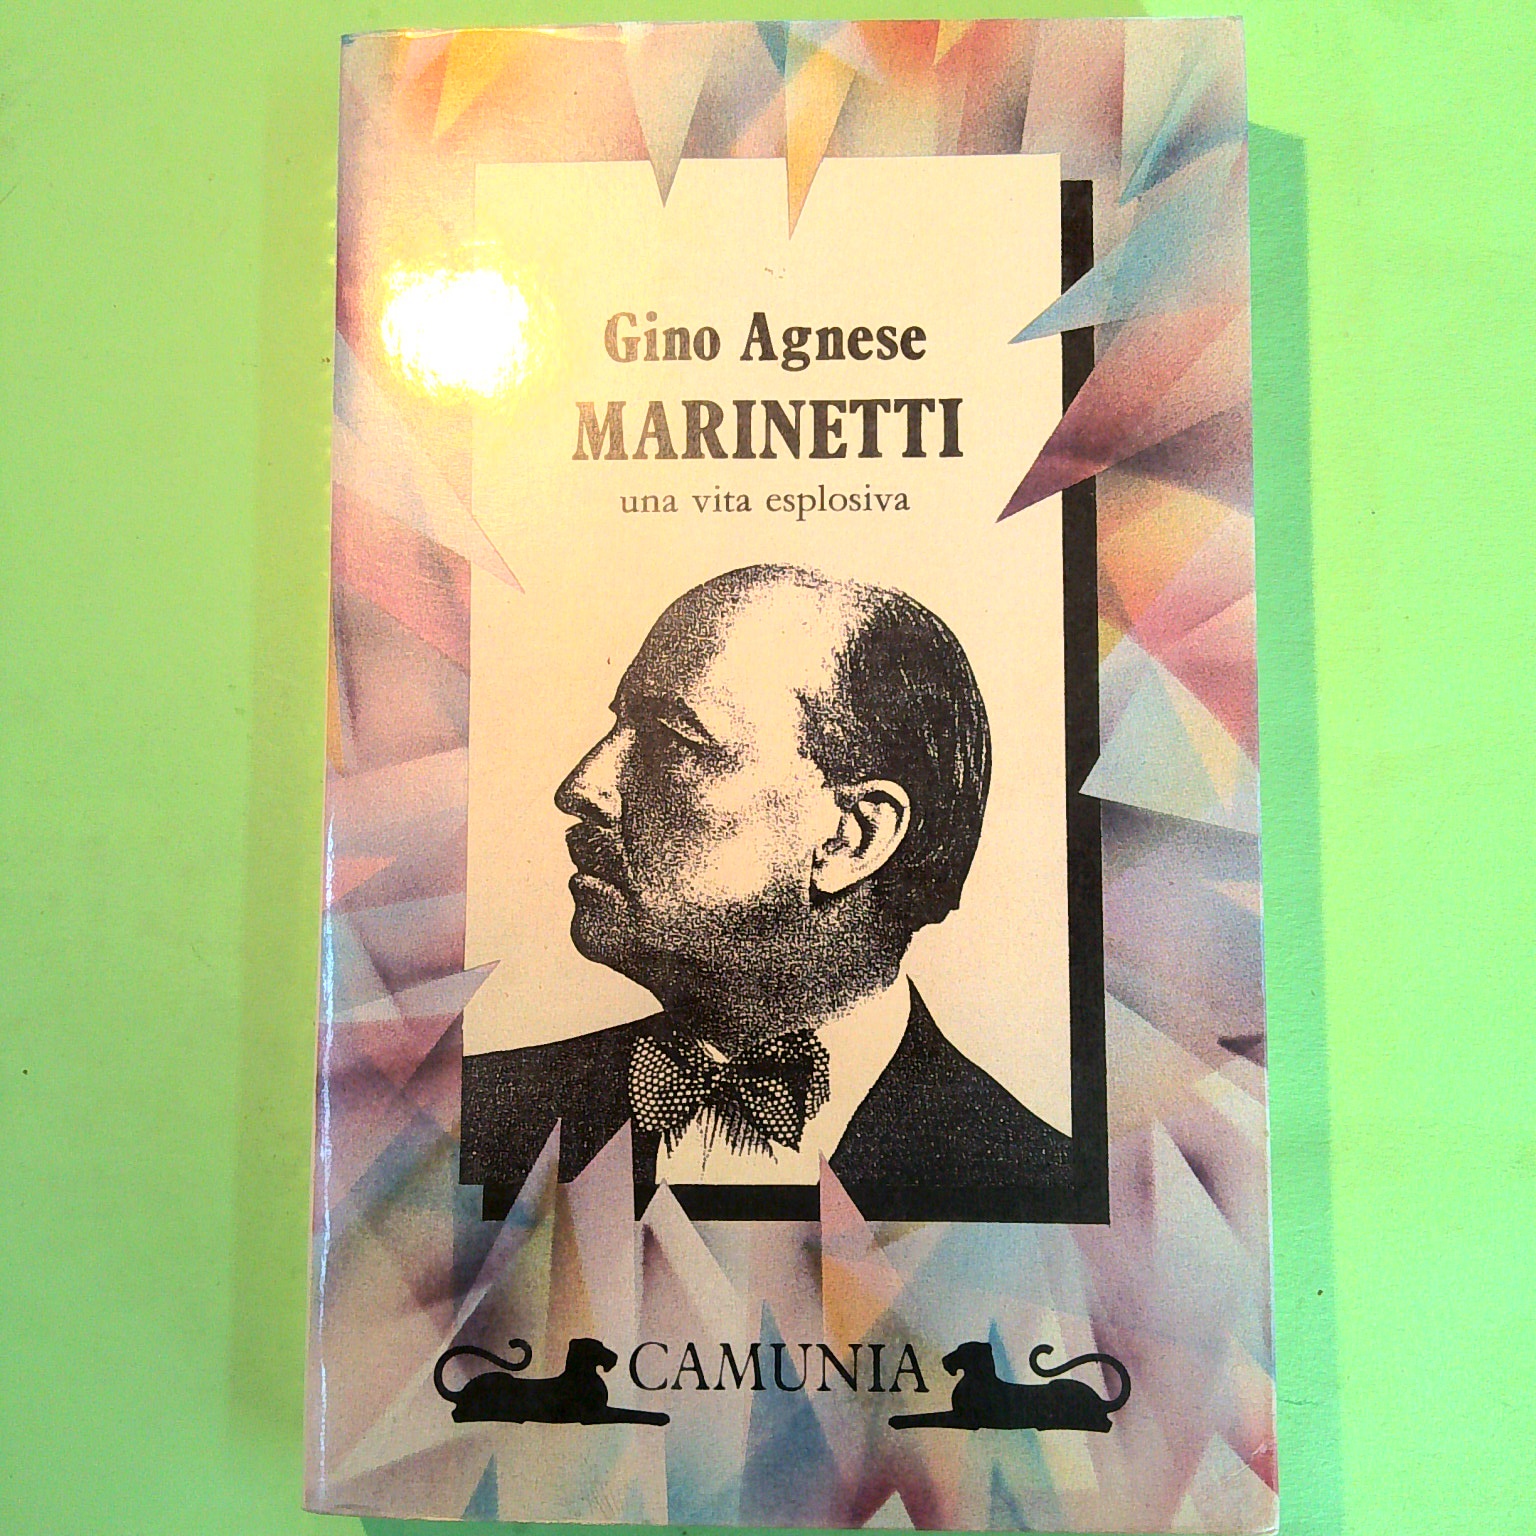 Gino Agnese
MARINETTI
una vita esplosiva
CAMUNIA